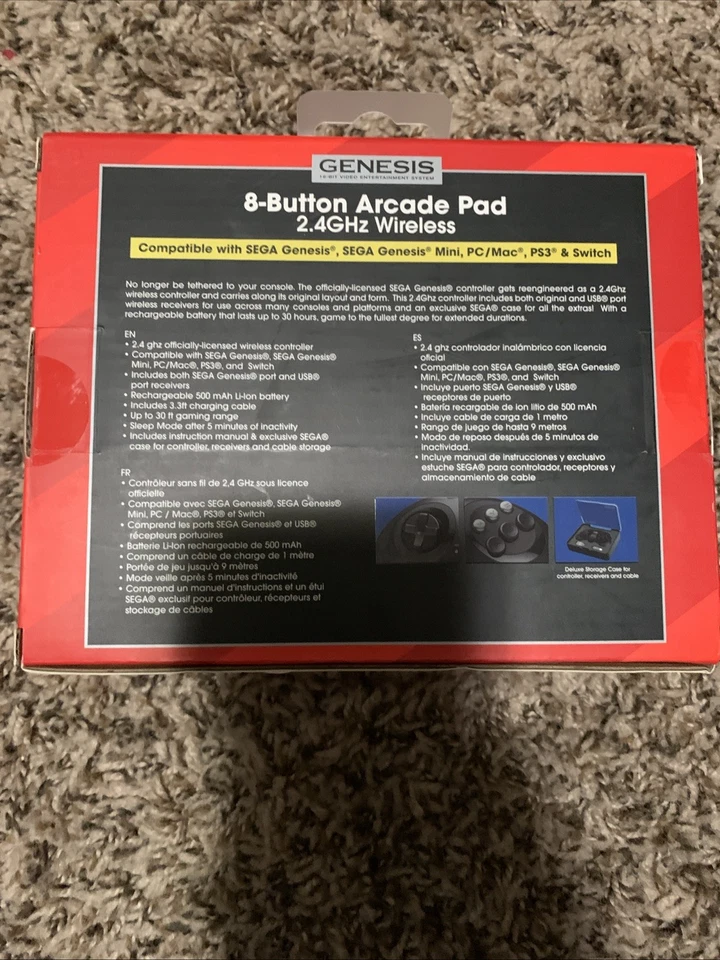 GENESIS
16-BIT VIDEO ENTERTAINMENT SYSTEM
8-Button Arcade Pad
2.4GHz Wireless
Compatible with SEGA Genesis®, SEGA Genesis® Mini, PC/Mac®, PS3® & Switch
No longer be tethered to your console. The officially-licensed SEGA Genesis® controller gets reengineered as a 2.4Ghz
wireless controller and carries along its original layout and form. This 2.4Ghz controller includes both original and USB® port
wireless receivers for use across many consoles and platforms and an exclusive SEGA® case for all the extras! With a
rechargeable battery that lasts up to 30 hours, game to the fullest degree for extended durations.
EN
• 2.4 ghz officially-licensed wireless controller
• Compatible with SEGA Genesis®, SEGA Genesis®
Mini, PC/Mac®, PS3®, and Switch
• Includes both SEGA Genesis® port and USB®
port receivers
• Rechargeable 500 mAh Li-Ion battery
• Includes 3.3ft charging cable
• Up to 30 ft gaming range
• Sleep Mode after 5 minutes of inactivity
• Includes instruction manual & exclusive SEGA®
case for controller, receivers and cable storage
ES
• 2.4 ghz controlador inalámbrico con licencia
oficial
• Compatible con SEGA Genesis®, SEGA Genesis®
Mini, PC/Mac®, PS3®, and Switch
• Incluye puerto SEGA Genesis® y USB®
receptores de puerto
• Batería recargable de ion litio de 500 mAh
• Incluye cable de carga de 1 metro
• Rango de juego de hasta 9 metros
• Modo de reposo después de 5 minutos de
inactividad.
• Incluye manual de instrucciones y exclusivo
estuche SEGA® para controlador, receptores y
almacenamiento de cable
FR
• Contrôleur sans fil de 2,4 GHz sous licence
officielle
• Compatible avec SEGA Genesis®, SEGA Genesis®
Mini, PC / Mac®, PS3® et Switch
• Comprend les ports SEGA Genesis® et USB®
récepteurs portuaires
• Batterie Li-Ion rechargeable de 500 mAh
• Comprend un câble de charge de 1 mètre
• Portée de jeu jusqu'à 9 mètres
• Mode veille après 5 minutes d'inactivité
• Comprend un manuel d'instructions et un étui
SEGA® exclusif pour contrôleur, récepteurs et
stockage de câbles
Deluxe Storage Case for
controller, receivers and cable